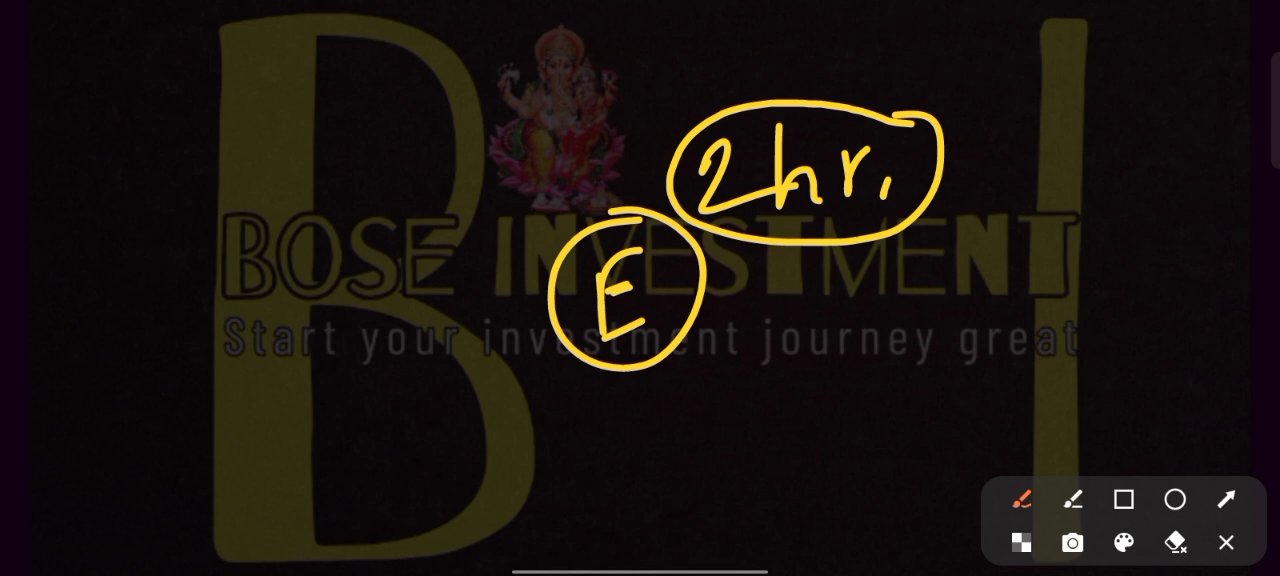 2hr.
BOSE INVESTMENT
E
Start your investment journey great